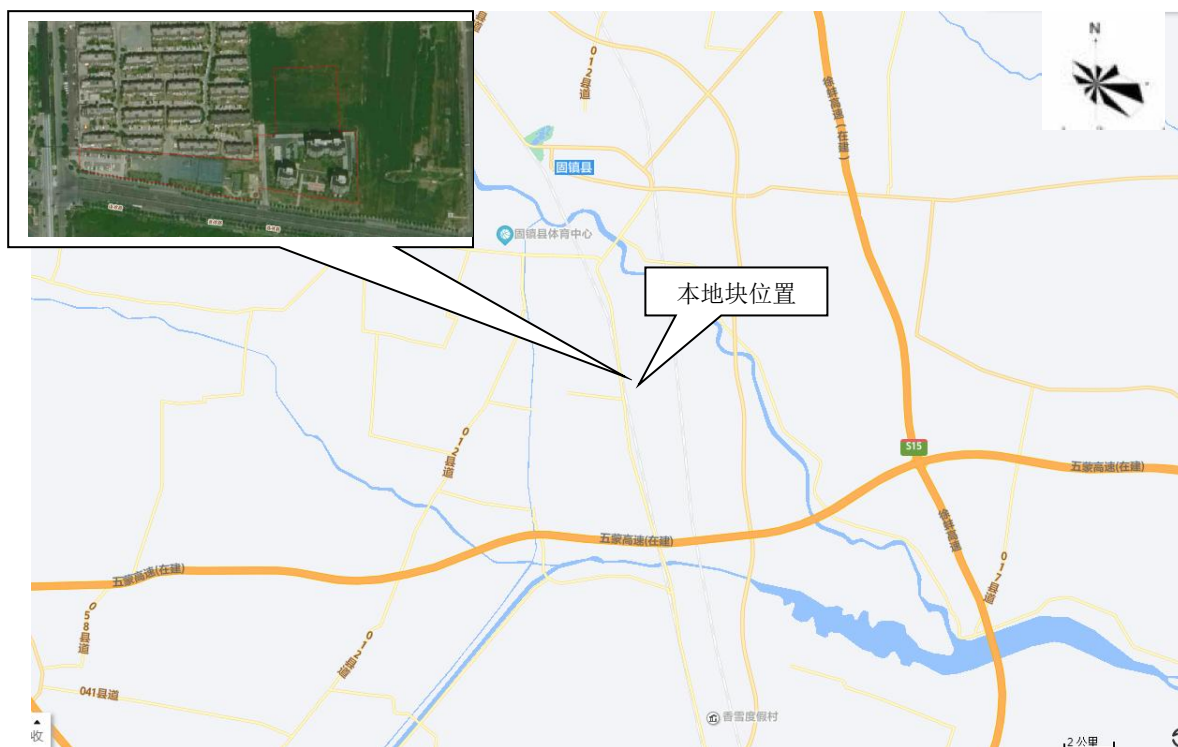 N
012县道
徐蚌高速（在建）
固镇县
固镇县体育中心
本地块位置
S15
012县道
五蒙高速(在建)
徐蚌高速
五蒙高速(在建)
017县道
五蒙高速(在建)
058县道
012县道
041县道
香雪度假村
收
2公里